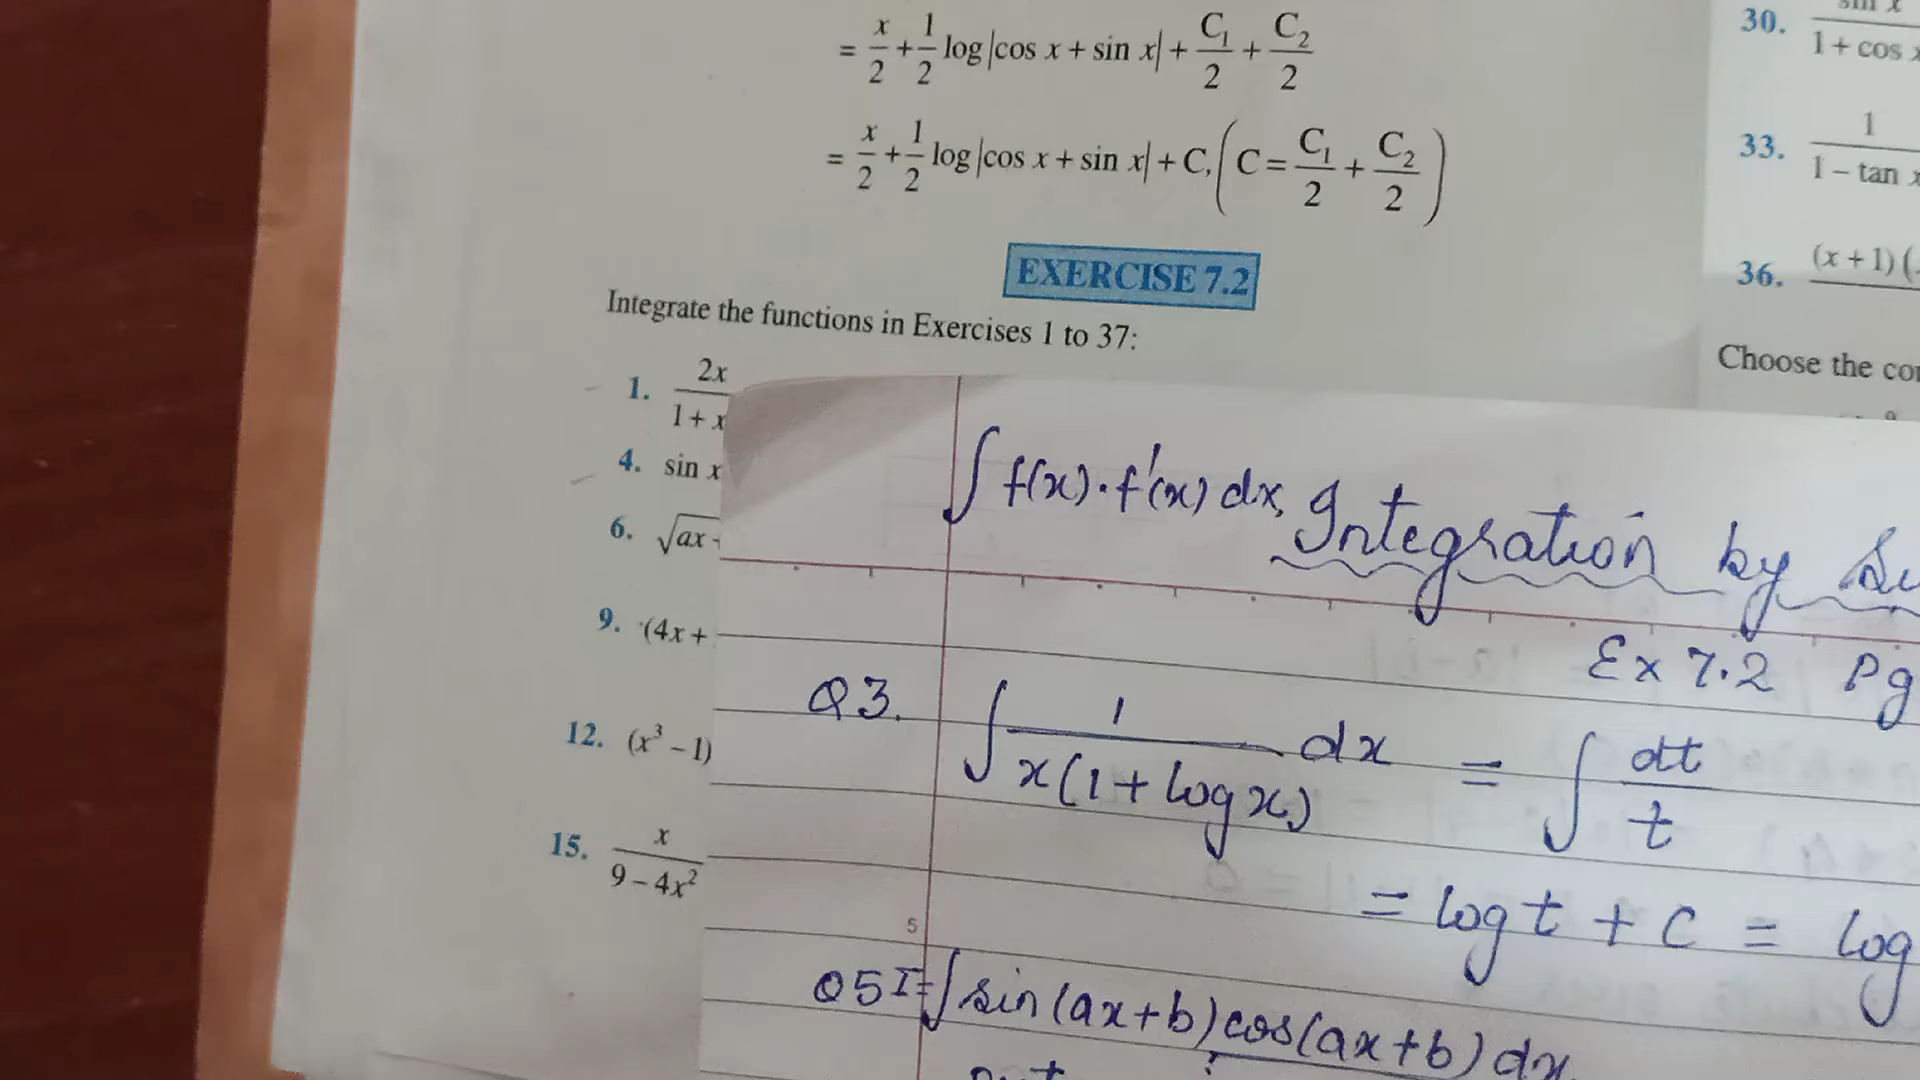 = x/2 + 1/2 log |cos x + sin x| + C₁/2 + C₂/2
= x/2 + 1/2 log |cos x + sin x| + C, ( C = C₁/2 + C₂/2 )
EXERCISE 7.2
Integrate the functions in Exercises 1 to 37:
1. 2x / 1 + x
4. sin x
6. √ax
9. (4x +
12. (x³ – 1)
15. x / 9 – 4x²
30. sin x / 1 + cos x
33. 1 / 1 – tan x
36. (x + 1) (
Choose the
∫ f(x) · f'(x) dx, Integration by
Ex 7.2 Pg
Q3. ∫ 1 / x(1 + log x) dx = ∫ dt / t
= log t + C = log
5
Q5 I = ∫ sin (ax+b) cos(ax+b) dx